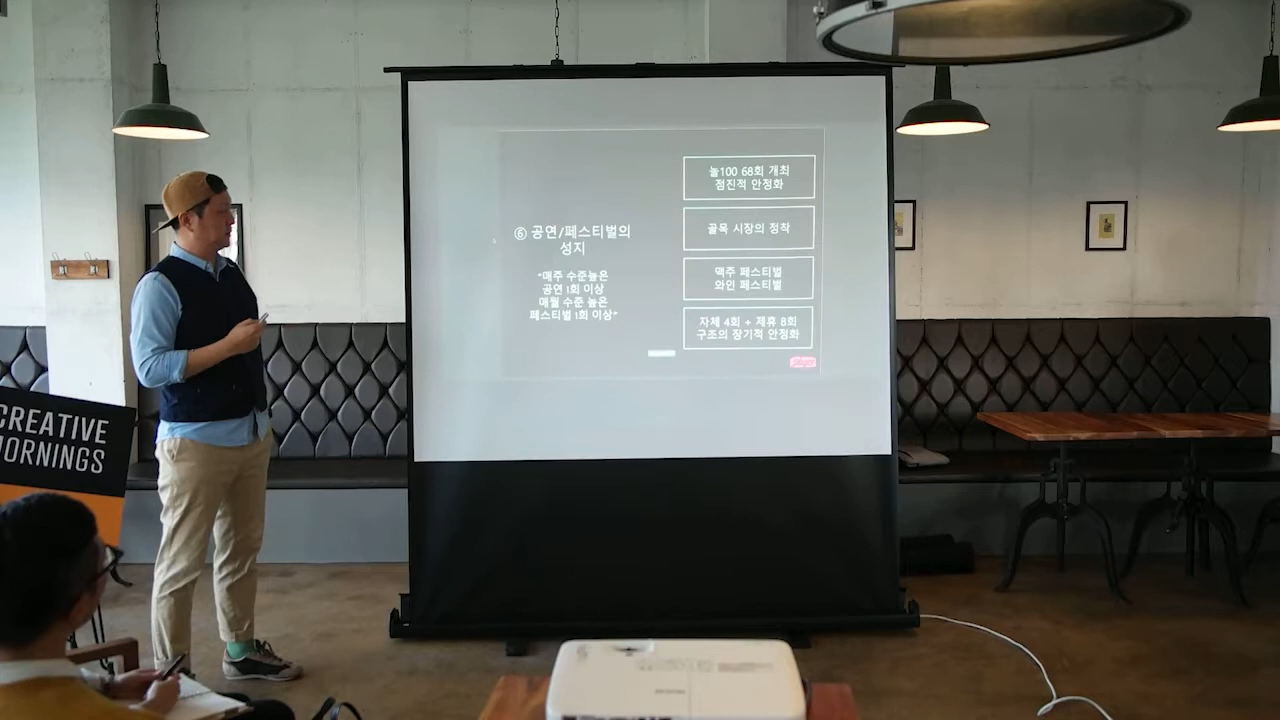 ⑥ 공연/페스티벌의
성지
"매주 수준높은
공연 1회 이상
매월 수준 높은
페스티벌 1회 이상"
놀100 68회 개최
점진적 안정화
골목 시장의 정착
맥주 페스티벌
와인 페스티벌
자체 4회 + 제휴 8회
구조의 장기적 안정화
CREATIVE
MORNINGS